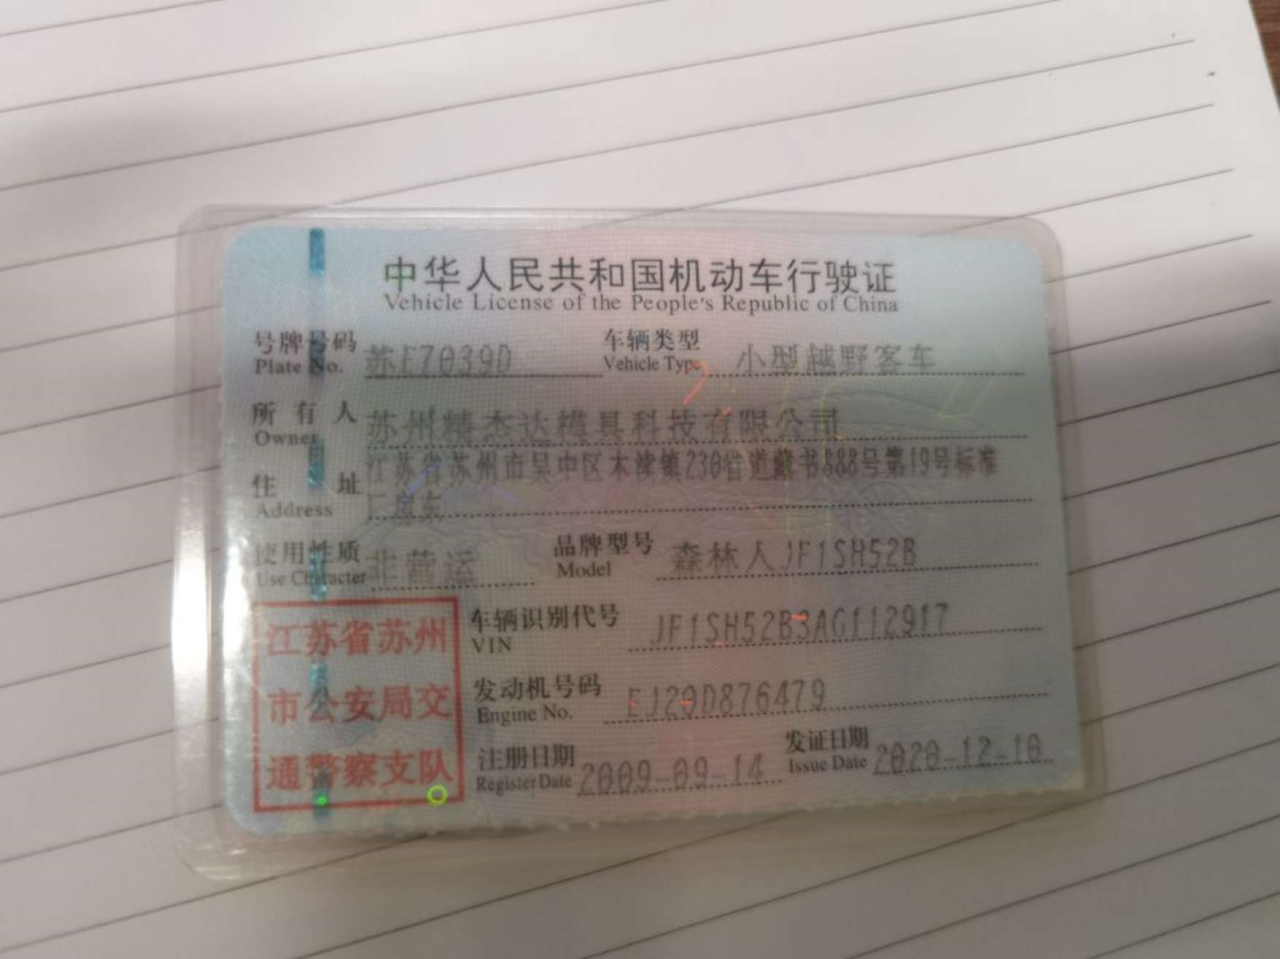 中华人民共和国机动车行驶证
Vehicle License of the People's Republic of China
号牌号码 苏E7039D 车辆类型 小型越野客车
Plate No. Vehicle Type
所有人 苏州精杰达模具科技有限公司
Owner
住址 江苏省苏州市吴中区木渎镇230省道藏书888号第19号标准
Address 厂房东
使用性质 非营运 品牌型号 森林人JF1SH52B
Use Character Model
江苏省苏州
市公安局交
通警察支队
车辆识别代号 JF1SH52B3AG112917
VIN
发动机号码 EJ20D876479
Engine No.
注册日期 2009-09-14 发证日期 2020-12-10
Register Date Issue Date